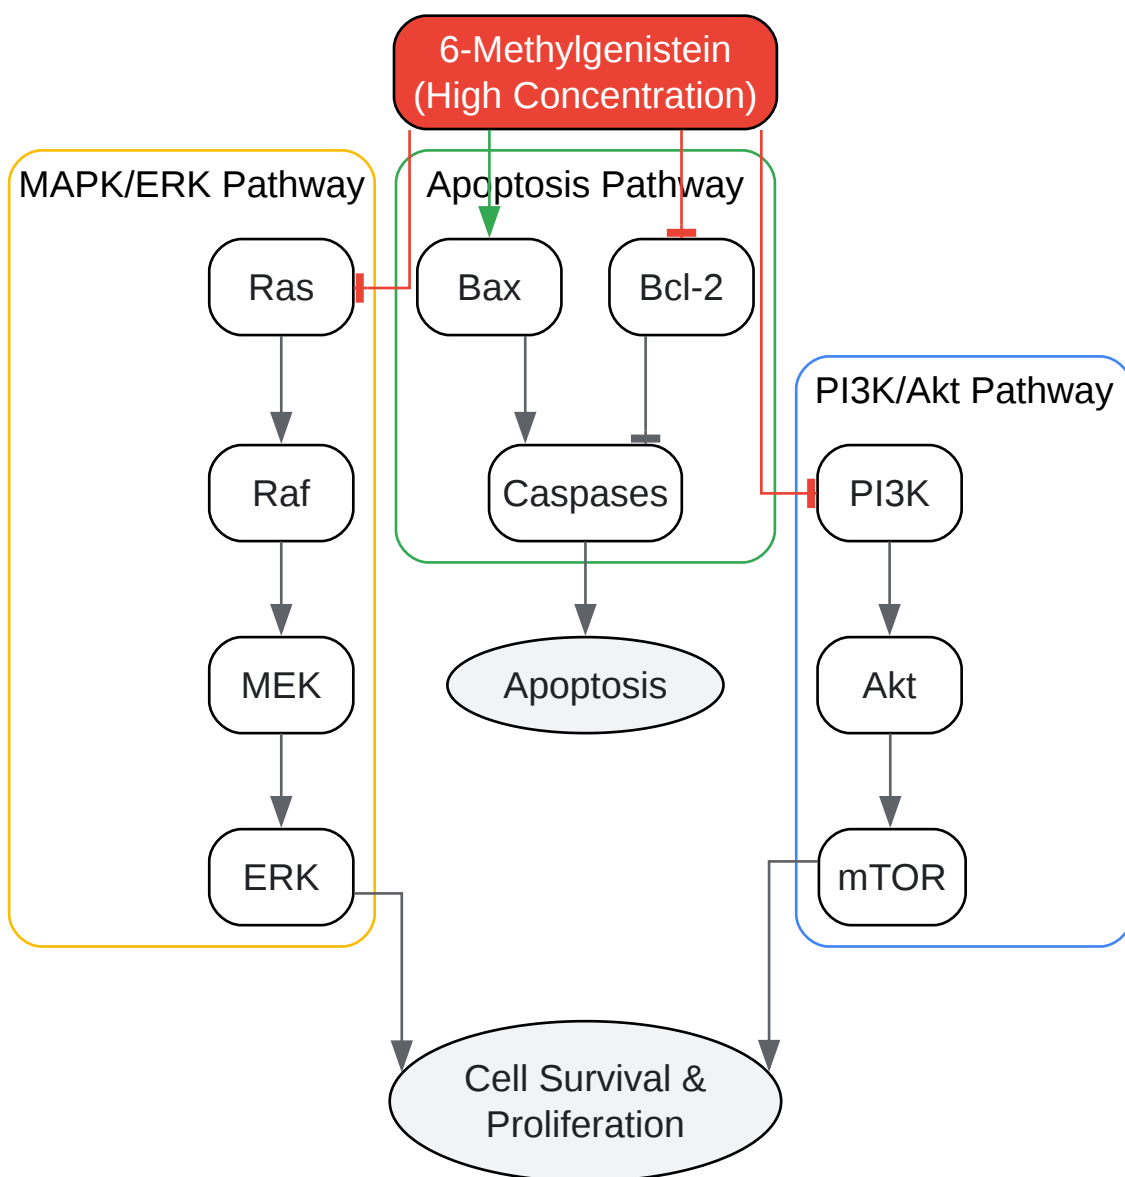 6-Methylgenistein
(High Concentration)
MAPK/ERK Pathway
Apoptosis Pathway
Ras
Bax
Bcl-2
PI3K/Akt Pathway
Raf
Caspases
PI3K
MEK
Apoptosis
Akt
ERK
mTOR
Cell Survival &
Proliferation